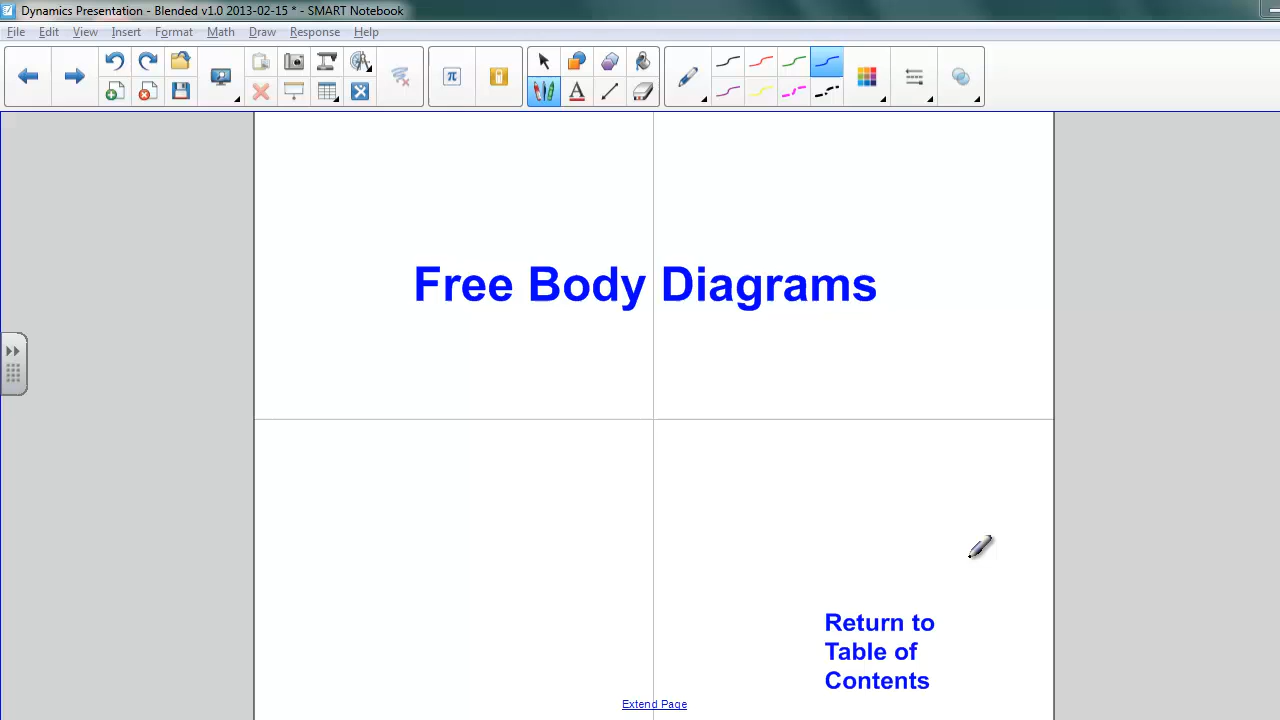 Dynamics Presentation - Blended v1.0 2013-02-15 * - SMART Notebook
File Edit View Insert Format Math Draw Response Help
π
A
Free Body Diagrams
Return to
Table of
Contents
Extend Page